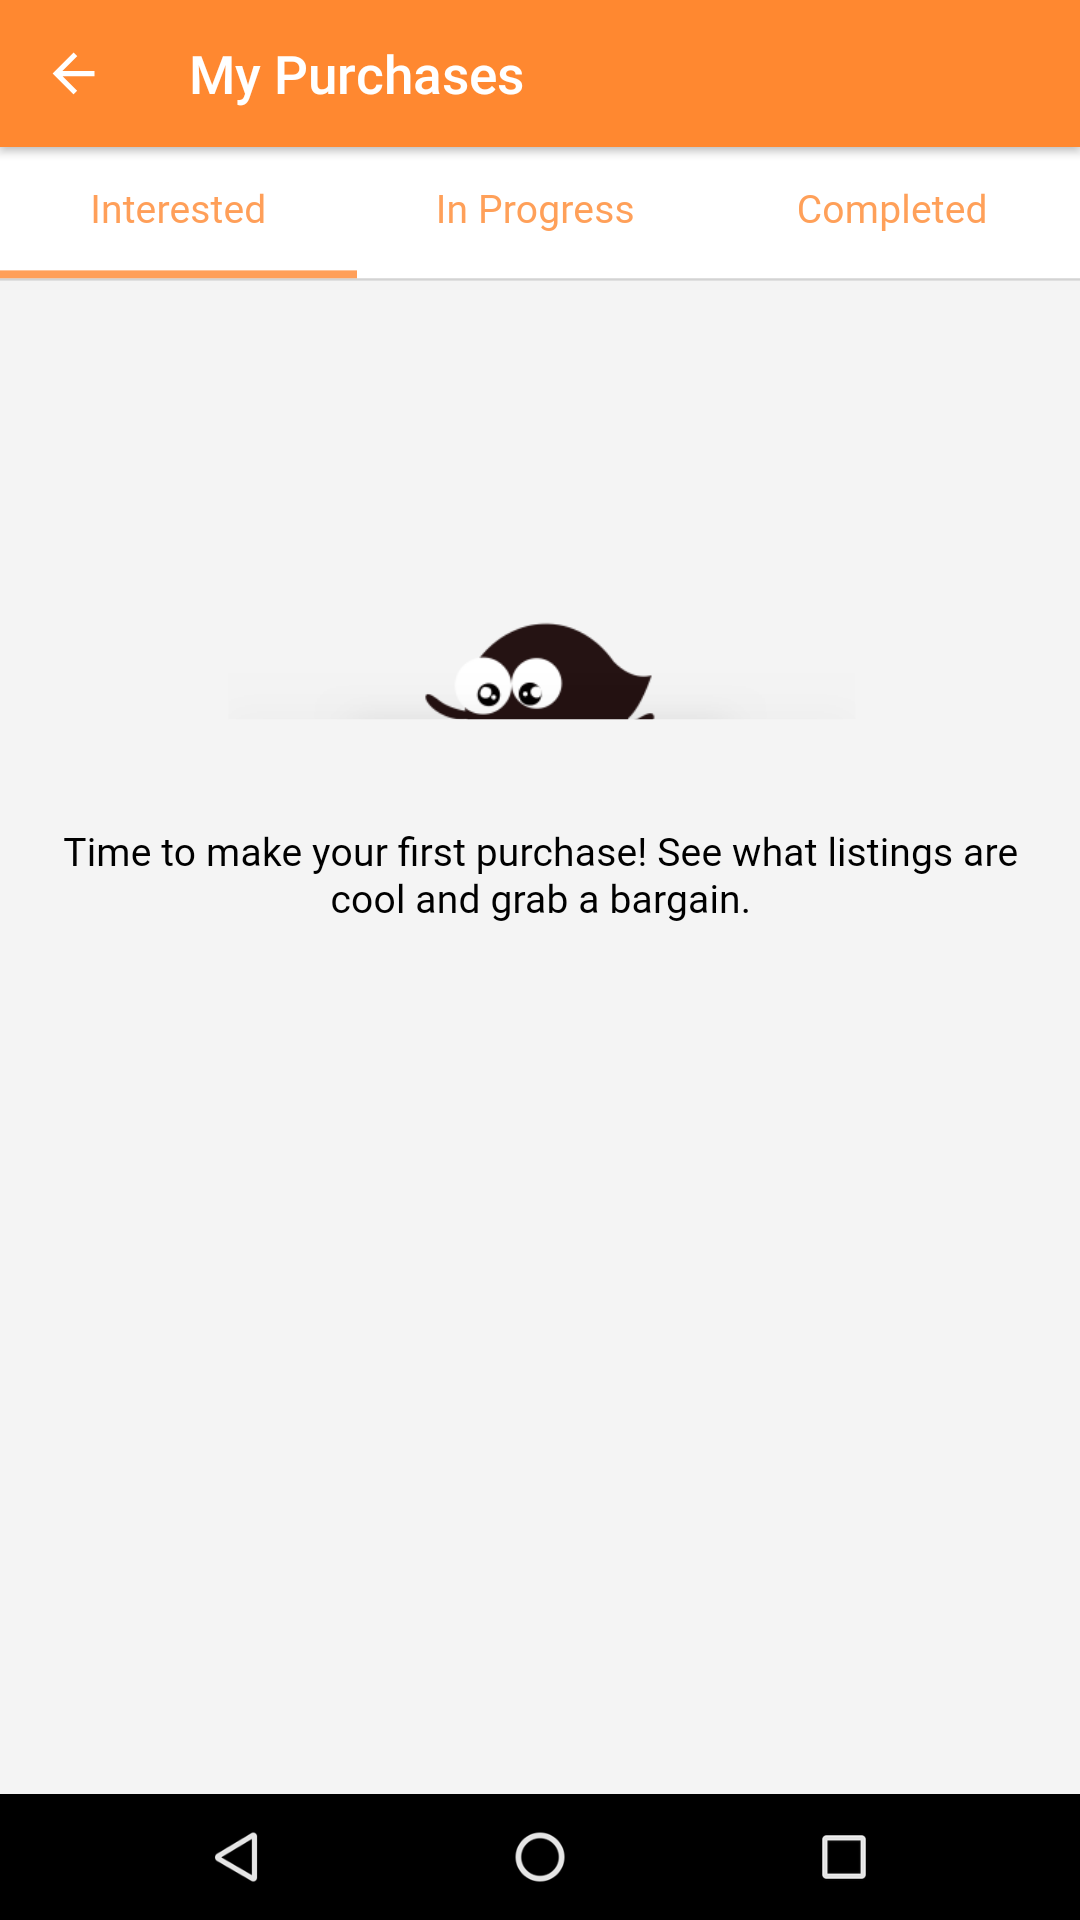 My Purchases
Interested In Progress Completed
Time to make your first purchase! See what listings are
cool and grab a bargain.